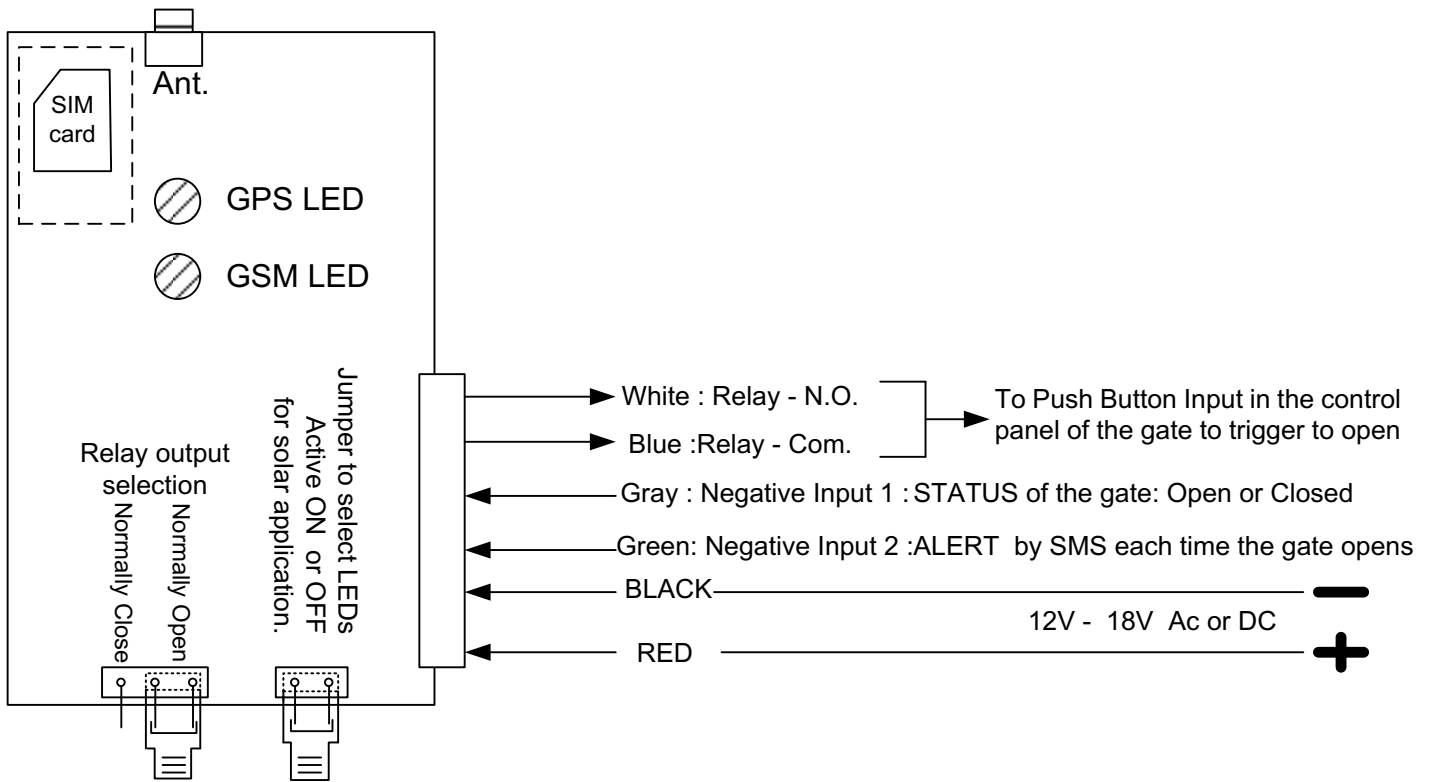 Ant.
SIM
card
GPS LED
GSM LED
Jumper to select LEDs
Active ON or OFF
for solar application.
Relay output
selection
Normally Close
Normally Open
White : Relay - N.O.
Blue :Relay - Com.
To Push Button Input in the control
panel of the gate to trigger to open
Gray : Negative Input 1 : STATUS of the gate: Open or Closed
Green: Negative Input 2 :ALERT by SMS each time the gate opens
BLACK
12V - 18V Ac or DC
RED